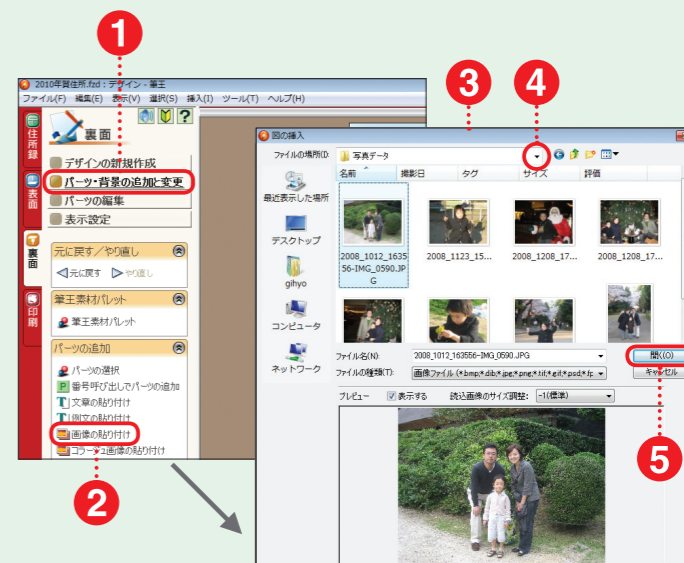 1
3
4
2010年賀住所.fzd：デザイン - 筆王
ファイル(F) 編集(E) 表示(V) 選択(S) 挿入(I) ツール(T) ヘルプ(H)
住所録
表面
裏面
印刷
裏面
?
デザインの新規作成
パーツ・背景の追加と変更
パーツの編集
表示設定
元に戻す／やり直し
元に戻す やり直し
筆王素材パレット
筆王素材パレット
パーツの追加
パーツの選択
P 番号呼び出しでパーツの追加
文章の貼り付け
例文の貼り付け
画像の貼り付け
コラージュ画像の貼り付け
2
図の挿入
ファイルの場所(I): 写真データ
名前 撮影日 タグ サイズ 評価
最近表示した場所
デスクトップ
gihyo
コンピュータ
ネットワーク
2008_1012_1635
56-IMG_0590.JP
G
2008_1123_15...
2008_1208_17...
2008_1208_17...
ファイル名(N): 2008_1012_163556-IMG_0590.JPG 開く(O)
ファイルの種類(T): 画像ファイル (*.bmp;*.dib;*.jpg;*.png;*.tif;*.gif;*.psd;*.fp キャンセル
プレビュー 表示する 読込画像のサイズ調整: -1(標準)
5